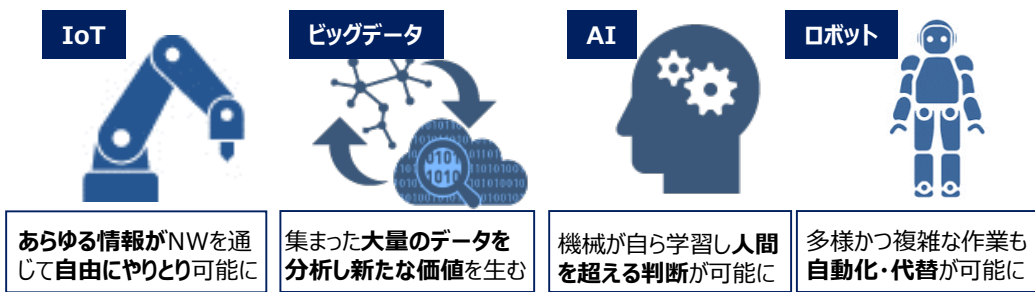 IoT
あらゆる情報がNWを通
じて自由にやりとり可能に
ビッグデータ
集まった大量のデータを
分析し新たな価値を生む
AI
機械が自ら学習し人間
を超える判断が可能に
ロボット
多様かつ複雑な作業も
自動化・代替が可能に